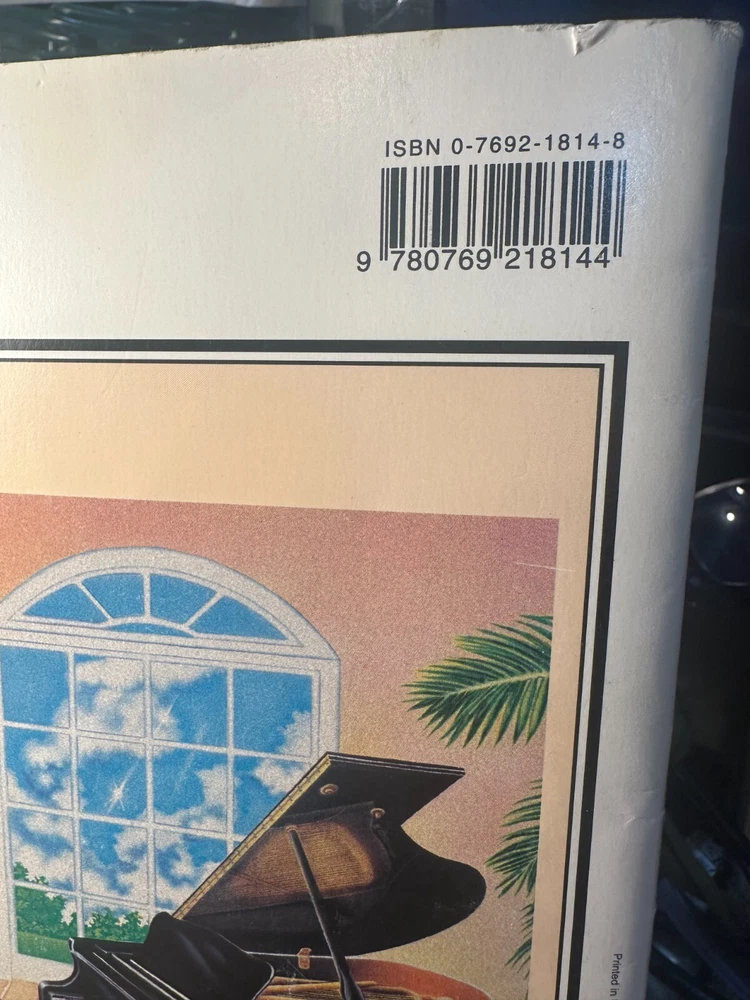 ISBN 0-7692-1814-8
9 780769 218144
Printed in